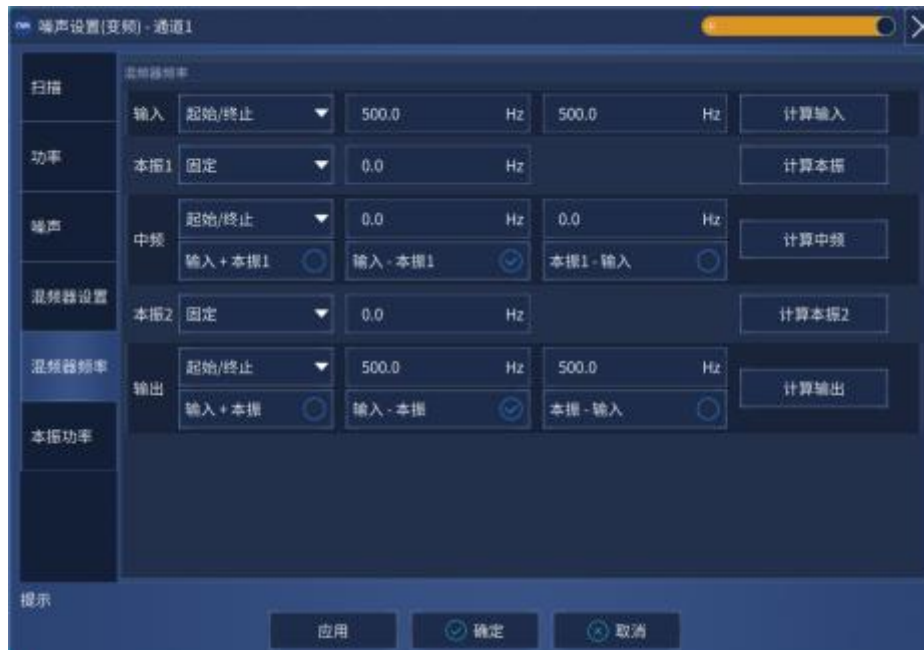 噪声设置(变频) - 通道1
扫描
功率
噪声
混频器设置
混频器频率
本振功率
混频器频率
输入 起始/终止 500.0 Hz 500.0 Hz 计算输入
本振1 固定 0.0 Hz 计算本振
中频 起始/终止 0.0 Hz 0.0 Hz 计算中频
输入 + 本振1 输入 - 本振1 本振1 - 输入
本振2 固定 0.0 Hz 计算本振2
输出 起始/终止 500.0 Hz 500.0 Hz 计算输出
输入 + 本振 输入 - 本振 本振 - 输入
提示
应用 确定 取消